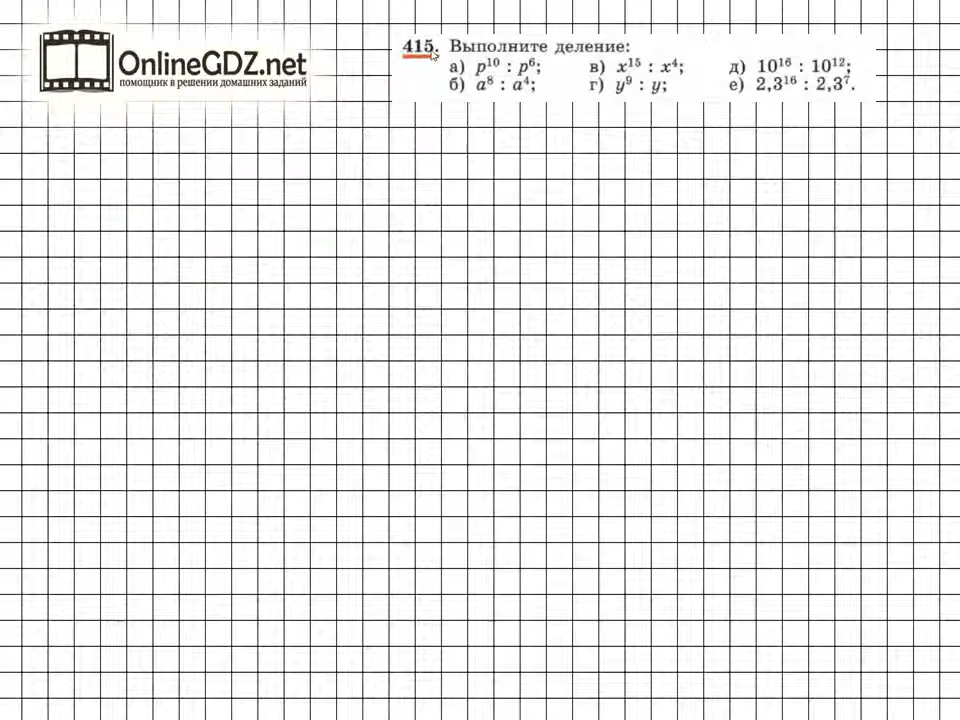 OnlineGDZ.net
помощник в решении домашних заданий
415. Выполните деление:
а) p¹⁰ : p⁶; в) x¹⁵ : x⁴; д) 10¹⁶ : 10¹²;
б) a⁸ : a⁴; г) y⁹ : y; е) 2,3¹⁶ : 2,3⁷.